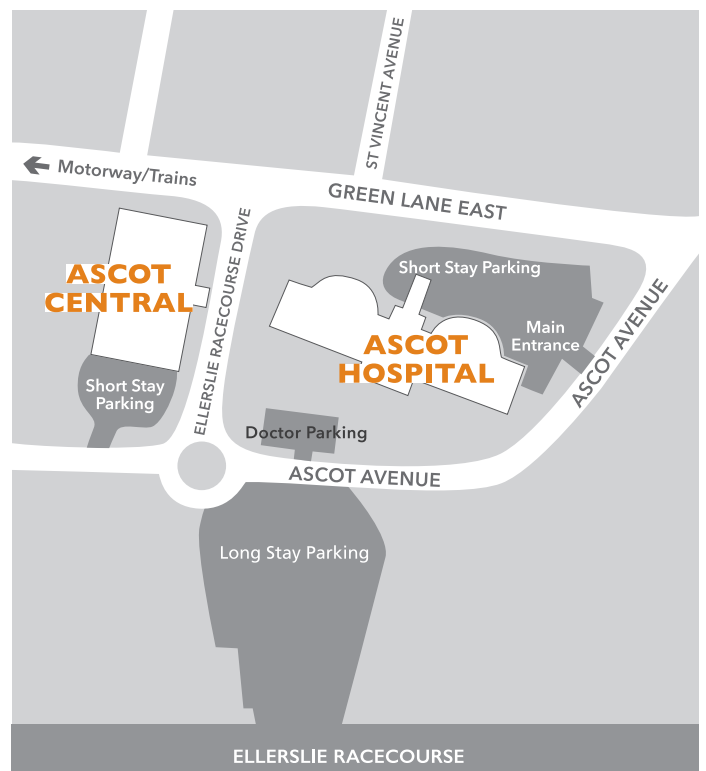 ST VINCENT AVENUE
Motorway/Trains
GREEN LANE EAST
ELLERSLIE RACECOURSE DRIVE
ASCOT
CENTRAL
Short Stay Parking
Main
Entrance
ASCOT AVENUE
ASCOT
HOSPITAL
Short Stay
Parking
Doctor Parking
ASCOT AVENUE
Long Stay Parking
ELLERSLIE RACECOURSE